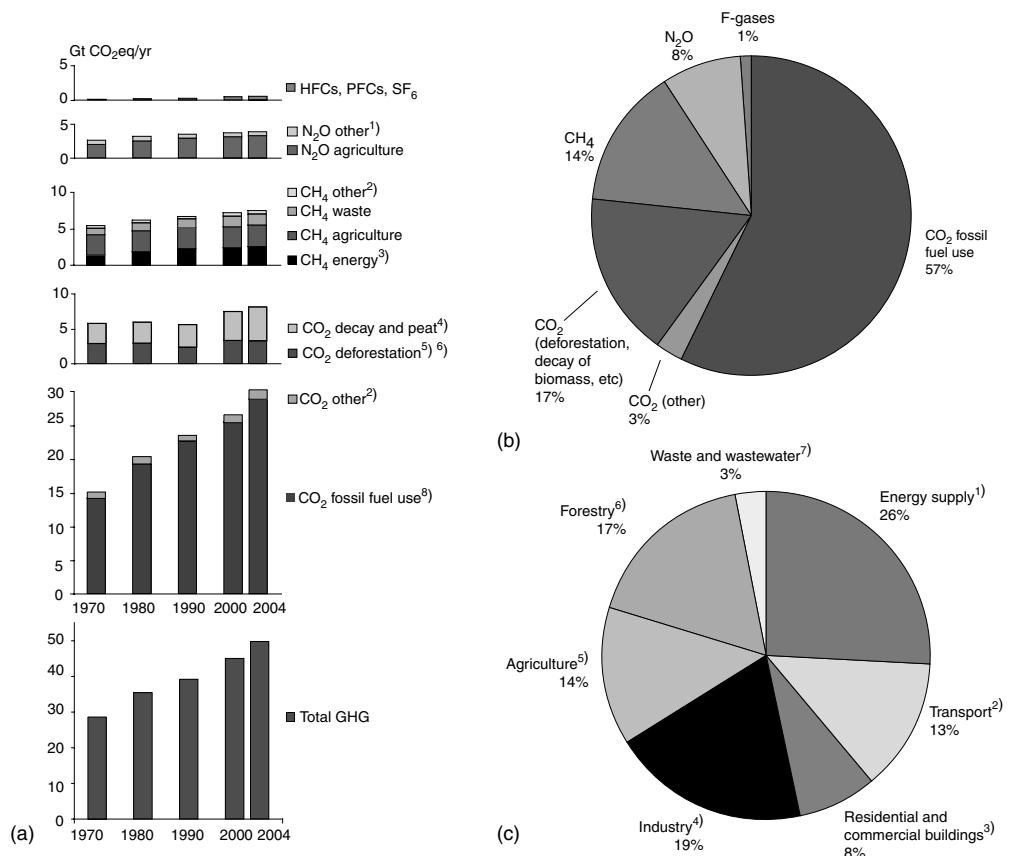 Gt CO2eq/yr
5
0
HFCs, PFCs, SF6
5
0
N2O other1)
N2O agriculture
10
5
0
CH4 other2)
CH4 waste
CH4 agriculture
CH4 energy3)
10
5
0
CO2 decay and peat4)
CO2 deforestation5) 6)
30
25
20
15
10
5
0
CO2 other2)
CO2 fossil fuel use8)
1970 1980 1990 2000 2004
50
40
30
20
10
0
Total GHG
1970 1980 1990 2000 2004
(a)
F-gases
1%
N2O
8%
CH4
14%
CO2 fossil
fuel use
57%
CO2
(deforestation,
decay of
biomass, etc)
17%
CO2 (other)
3%
(b)
Waste and wastewater7)
3%
Energy supply1)
26%
Forestry6)
17%
Agriculture5)
14%
Transport2)
13%
Industry4)
19%
Residential and
commercial buildings3)
8%
(c)